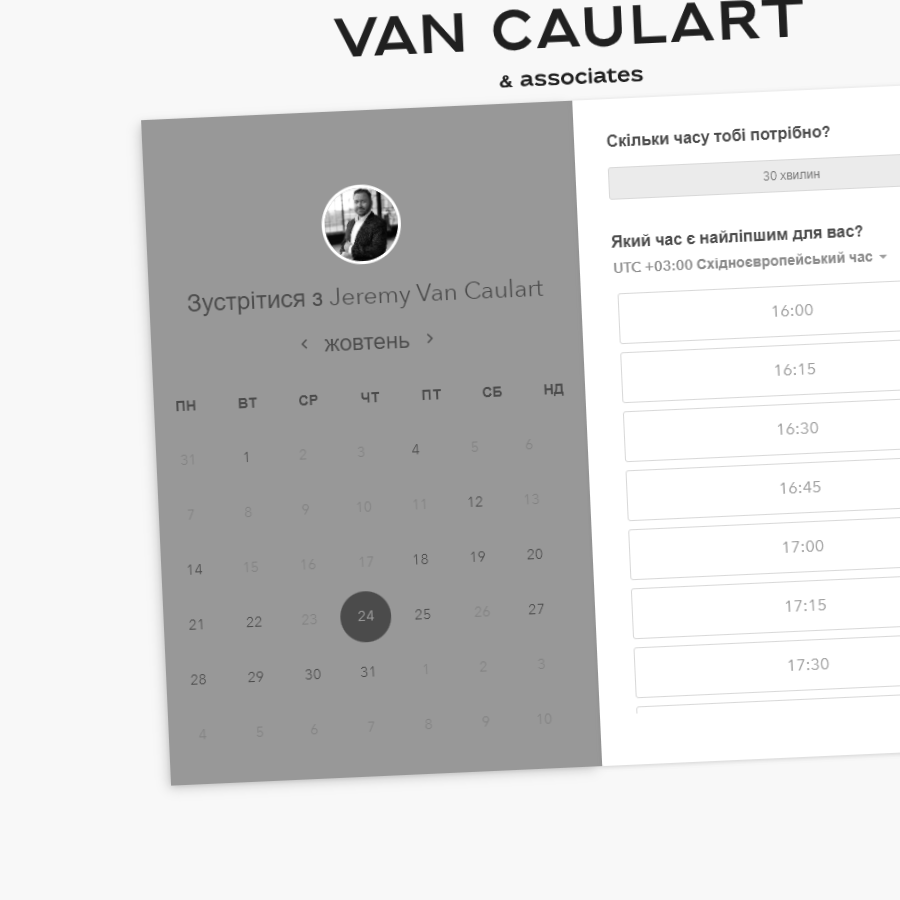 VAN CAULART
& associates
Зустрітися з Jeremy Van Caulart
жовтень
ПН ВТ СР ЧТ ПТ СБ НД
31 1 2 3 4 5 6
7 8 9 10 11 12 13
14 15 16 17 18 19 20
21 22 23 24 25 26 27
28 29 30 31 1 2 3
4 5 6 7 8 9 10
Скільки часу тобі потрібно?
30 хвилин
Який час є найліпшим для вас?
UTC +03:00 Східноєвропейський час
16:00
16:15
16:30
16:45
17:00
17:15
17:30